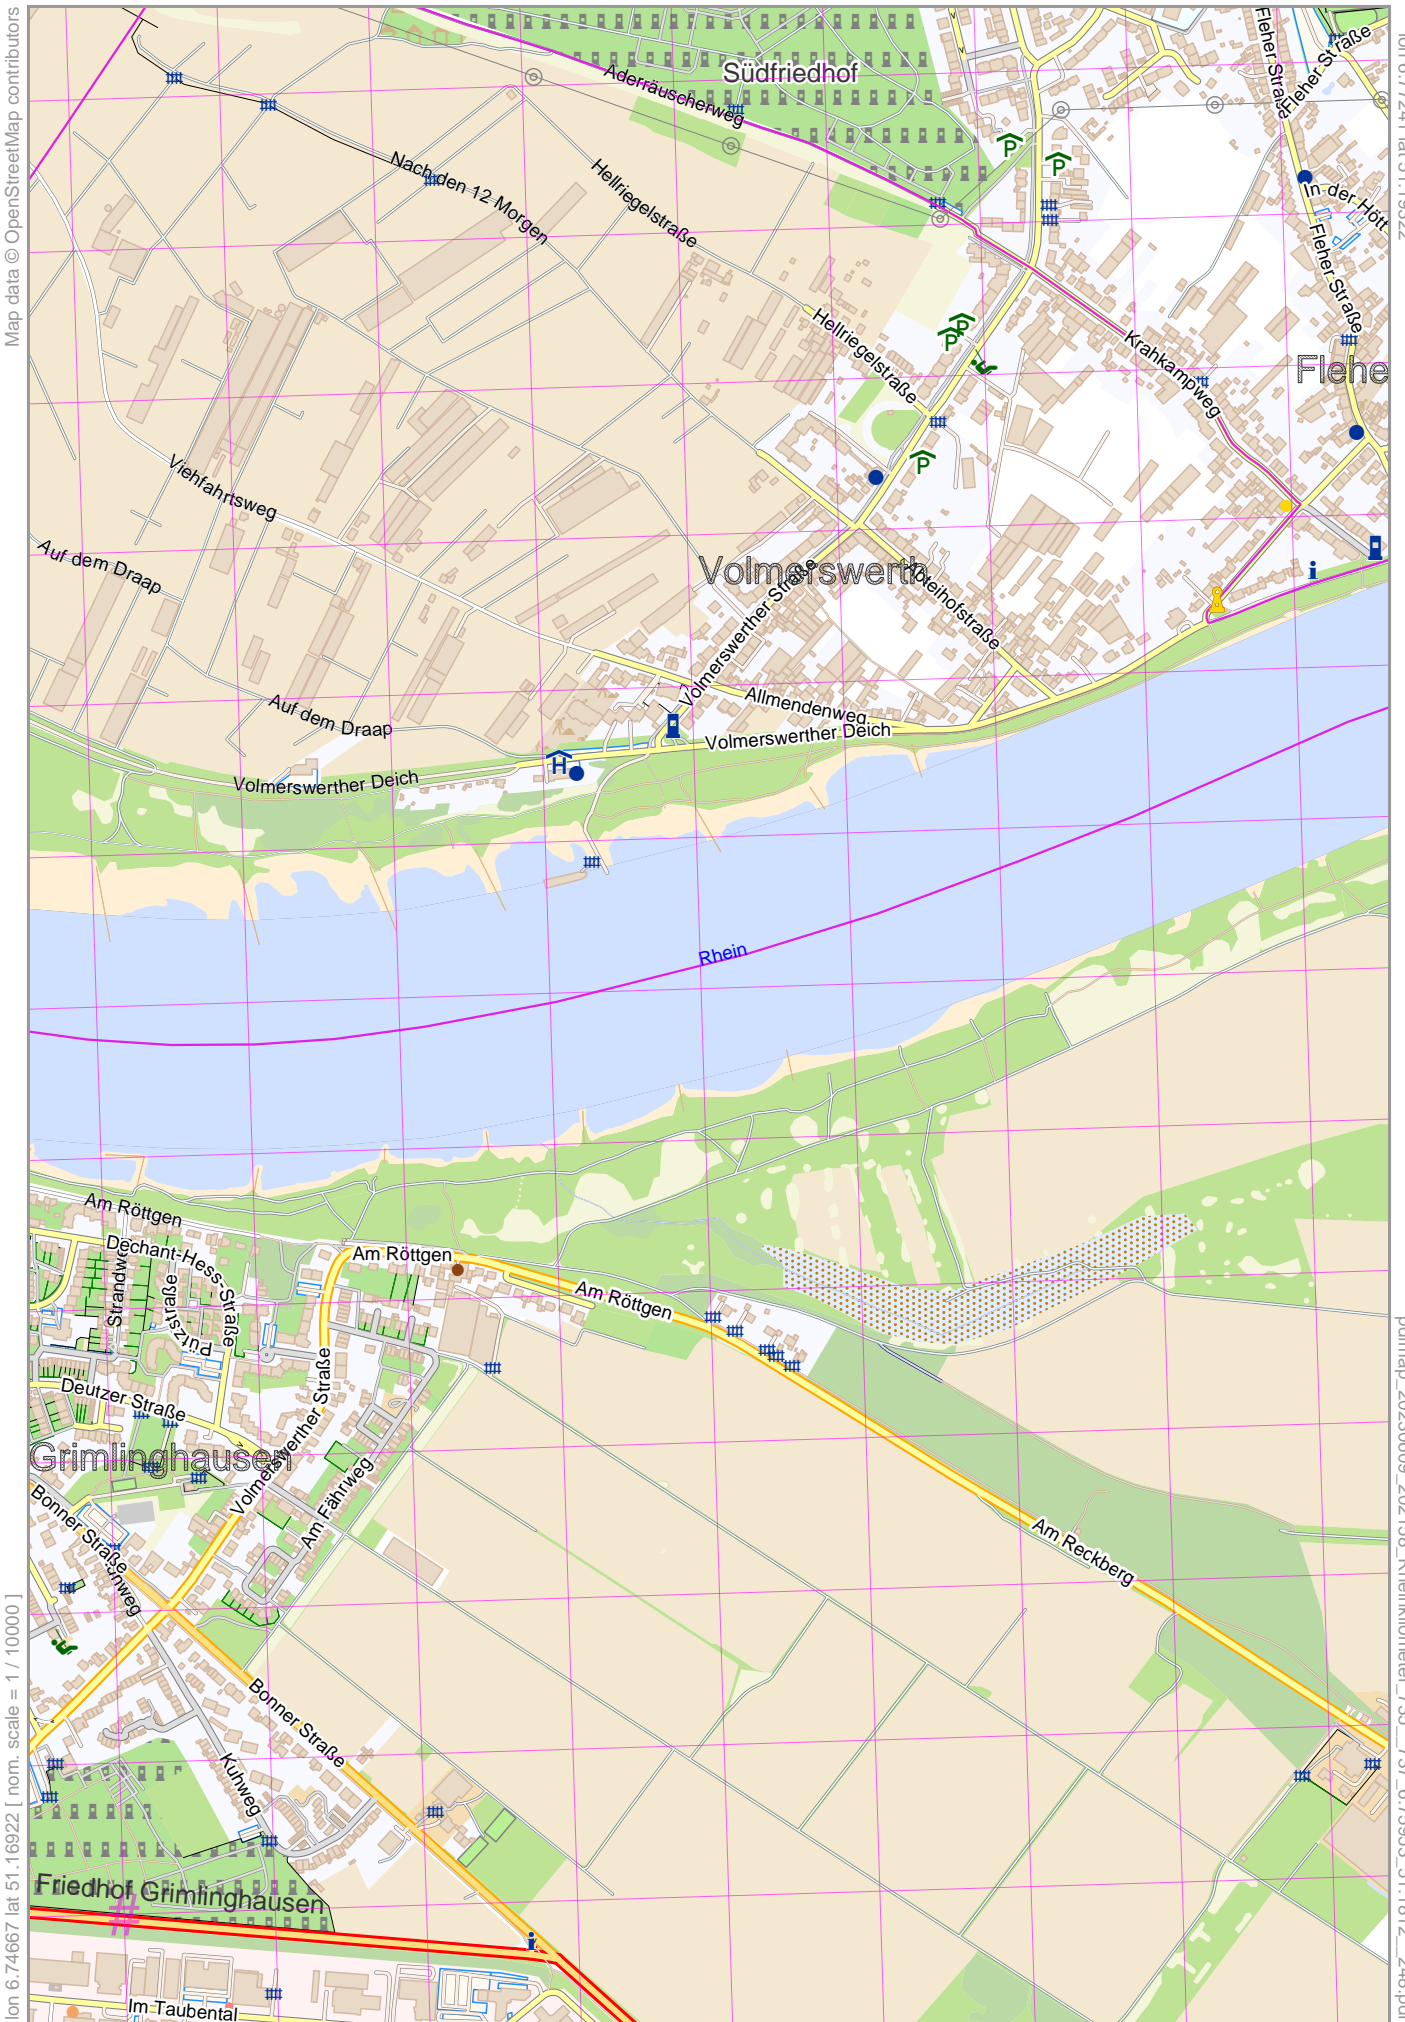 Map data © OpenStreetMap contributors
Fleher Straße
Fleher Straße
Südfriedhof
Aderräuscherweg
Nach den 12 Morgen
Hellriegelstraße
In der Hött
Fleher Straße
Hellriegelstraße
Krahkampweg
Flehe
Viehfahrtsweg
Auf dem Draap
Volmerswerth
Abteihofstraße
Volmerswerther Straße
Allmendenweg
Auf dem Draap
Volmerswerther Deich
Volmerswerther Deich
H
P
P
P
P
P
i
Rhein
Am Röttgen
Dechant-Hess-Straße
Strandweg
Am Röttgen
Am Röttgen
Volmerswerther Straße
Deutzer Straße
Grimlinghausen
Volmerswerther Straße
Bonner Straße
Am Fährweg
Am Reckberg
Bonner Straße
Kuhweg
Friedhof Grimlinghausen
i
Im Taubental
lon 6.74667 lat 51.16922 [ nom. scale = 1 / 10000 ]